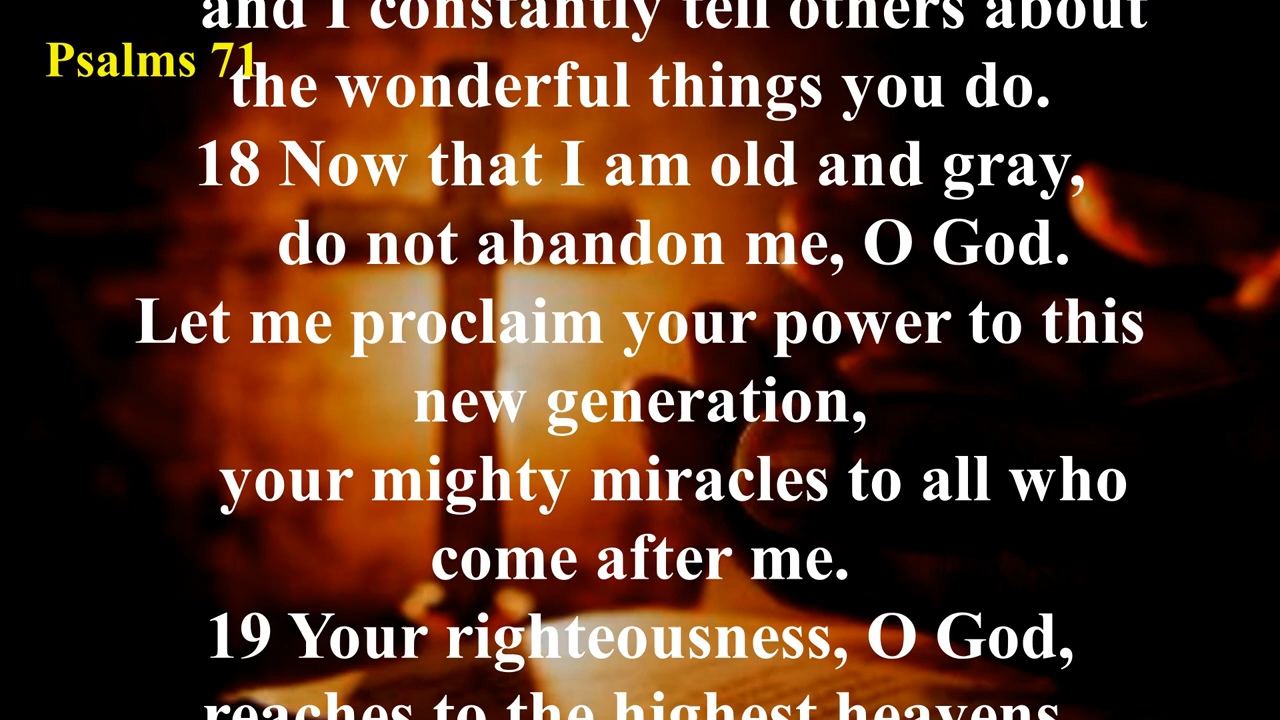 and I constantly tell others about
Psalms 71
the wonderful things you do.
18 Now that I am old and gray,
do not abandon me, O God.
Let me proclaim your power to this
new generation,
your mighty miracles to all who
come after me.
19 Your righteousness, O God,
reaches to the highest heavens.